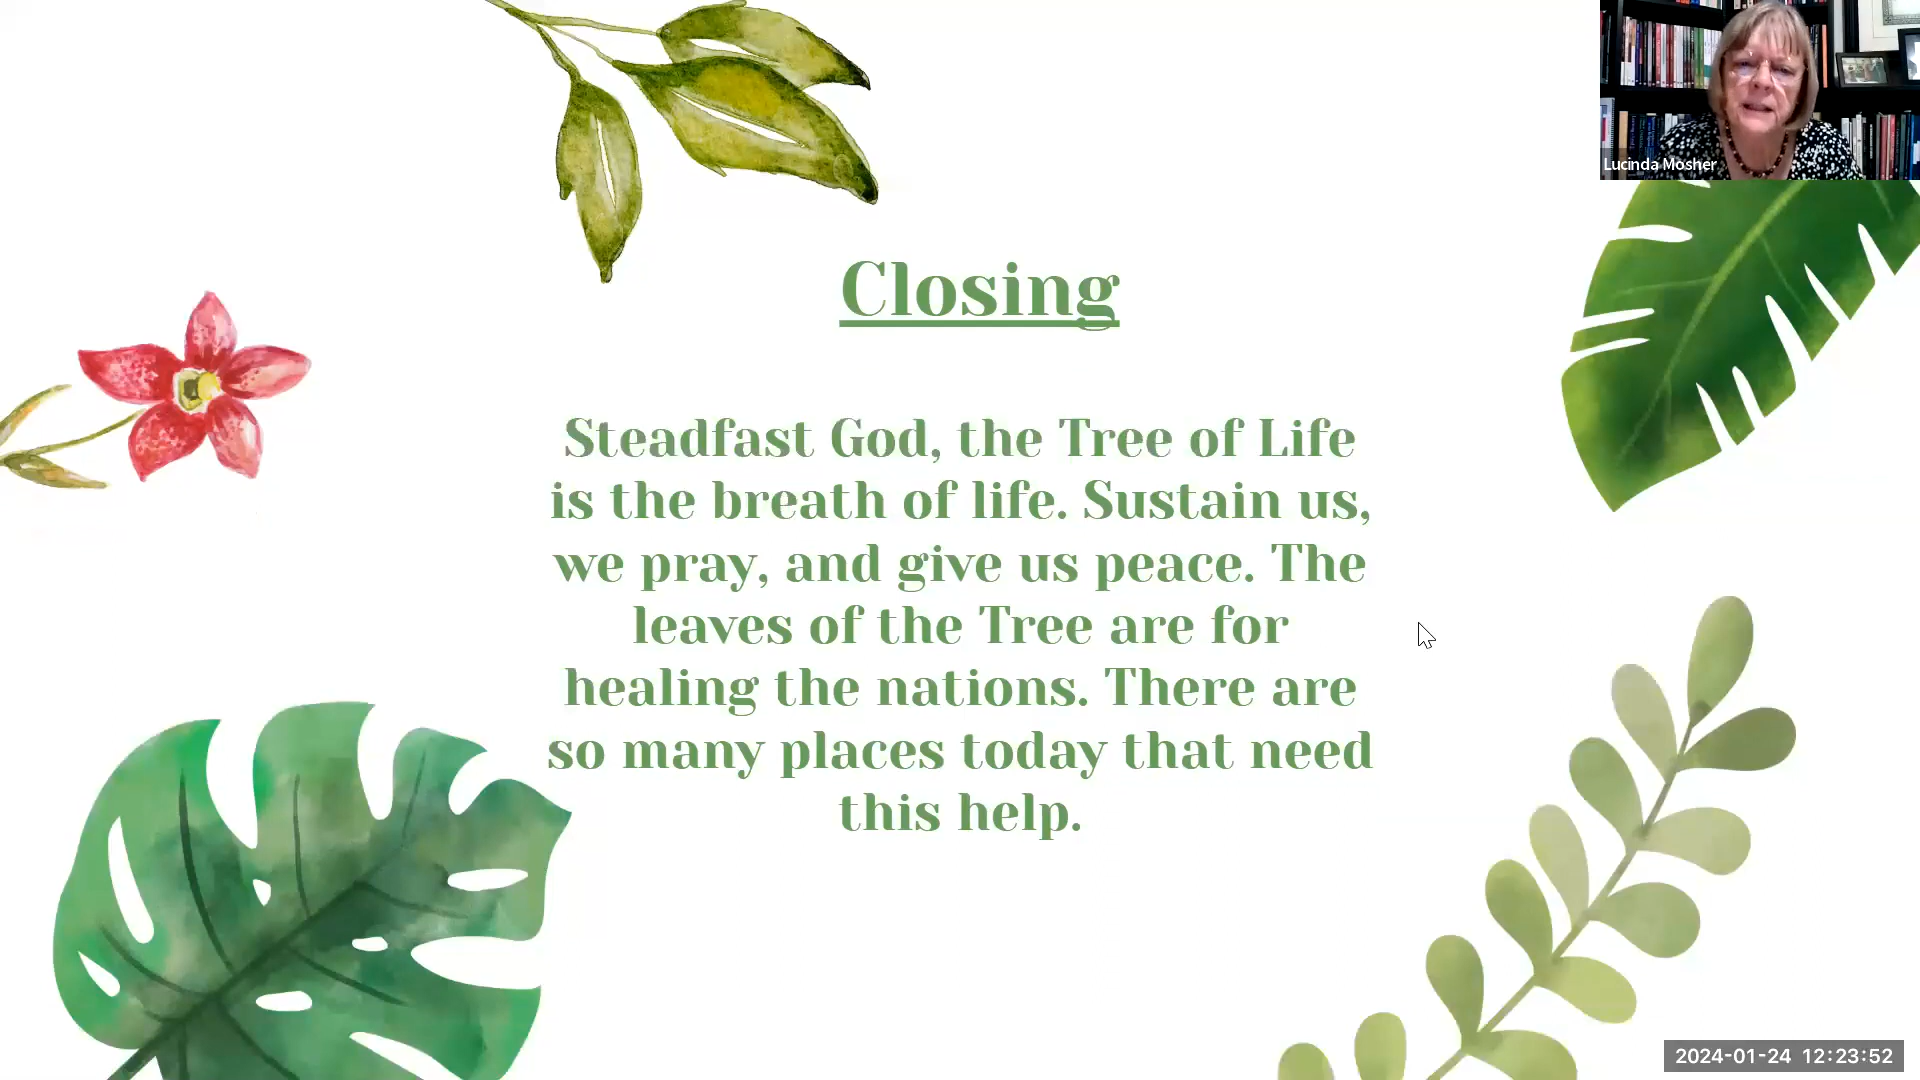 Lucinda Mosher
Closing
Steadfast God, the Tree of Life
is the breath of life. Sustain us,
we pray, and give us peace. The
leaves of the Tree are for
healing the nations. There are
so many places today that need
this help.
2024-01-24 12:23:52